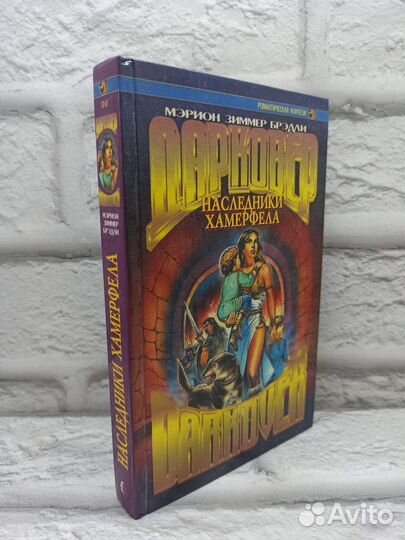 РОМАНТИЧЕСКАЯ ФЭНТЕЗИ
МЭРИОН ЗИММЕР БРЭДЛИ
ДАРКОВЕР
НАСЛЕДНИКИ
ХАМЕРФЕЛА
DARKOVER
МЭРИОН
ЗИММЕР
БРЭДЛИ
НАСЛЕДНИКИ ХАМЕРФЕЛА
Avito